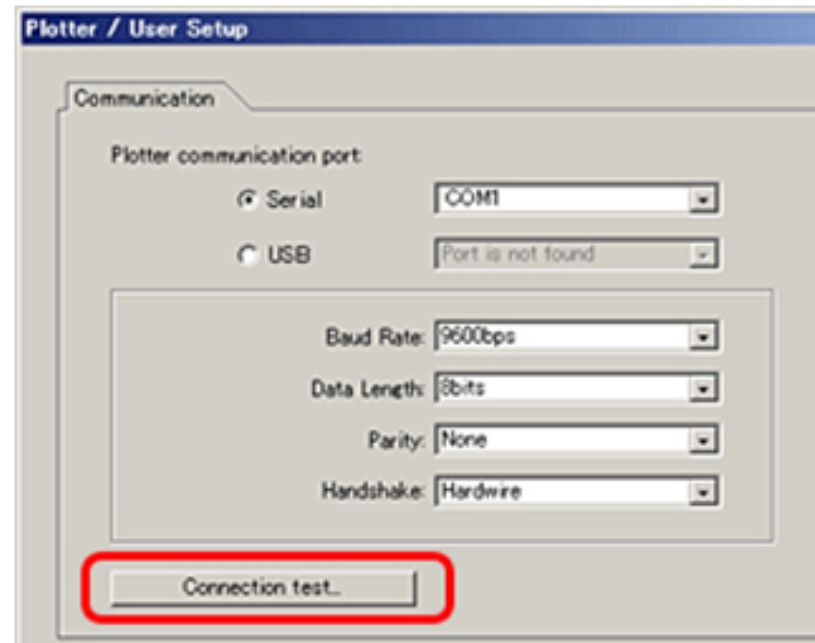 Plotter / User Setup
Communication
Plotter communication port:
Serial COM1
USB Port is not found
Baud Rate: 9600bps
Data Length: 8bits
Parity: None
Handshake: Hardwire
Connection test...